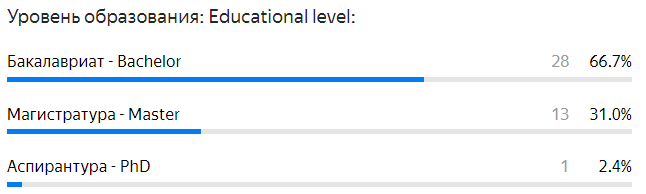 Уровень образования: Educational level:
Бакалавриат - Bachelor 28 66.7%
Магистратура - Master 13 31.0%
Аспирантура - PhD 1 2.4%